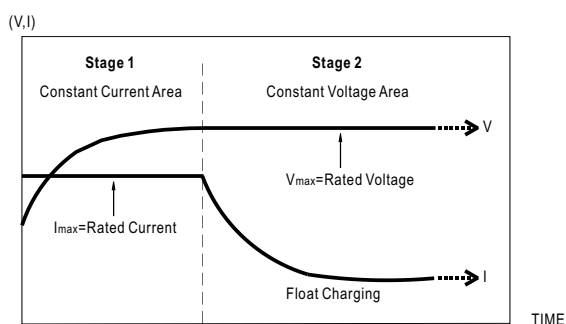 (V,I)
Stage 1
Constant Current Area
Stage 2
Constant Voltage Area
V
Vmax=Rated Voltage
Imax=Rated Current
I
Float Charging
TIME